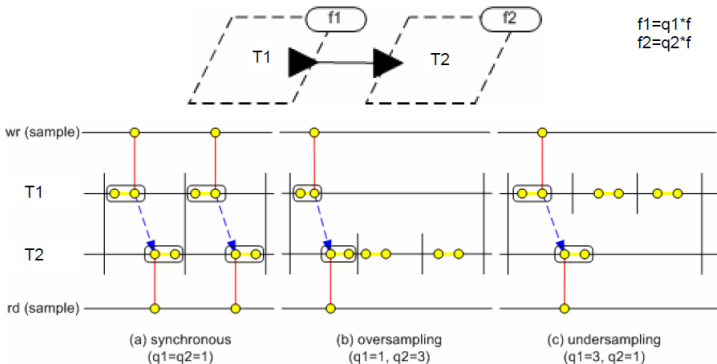 f1
f2
f1=q1*f
f2=q2*f
T1
T2
wr (sample)
T1
T2
rd (sample)
(a) synchronous
(q1=q2=1)
(b) oversampling
(q1=1, q2=3)
(c) undersampling
(q1=3, q2=1)